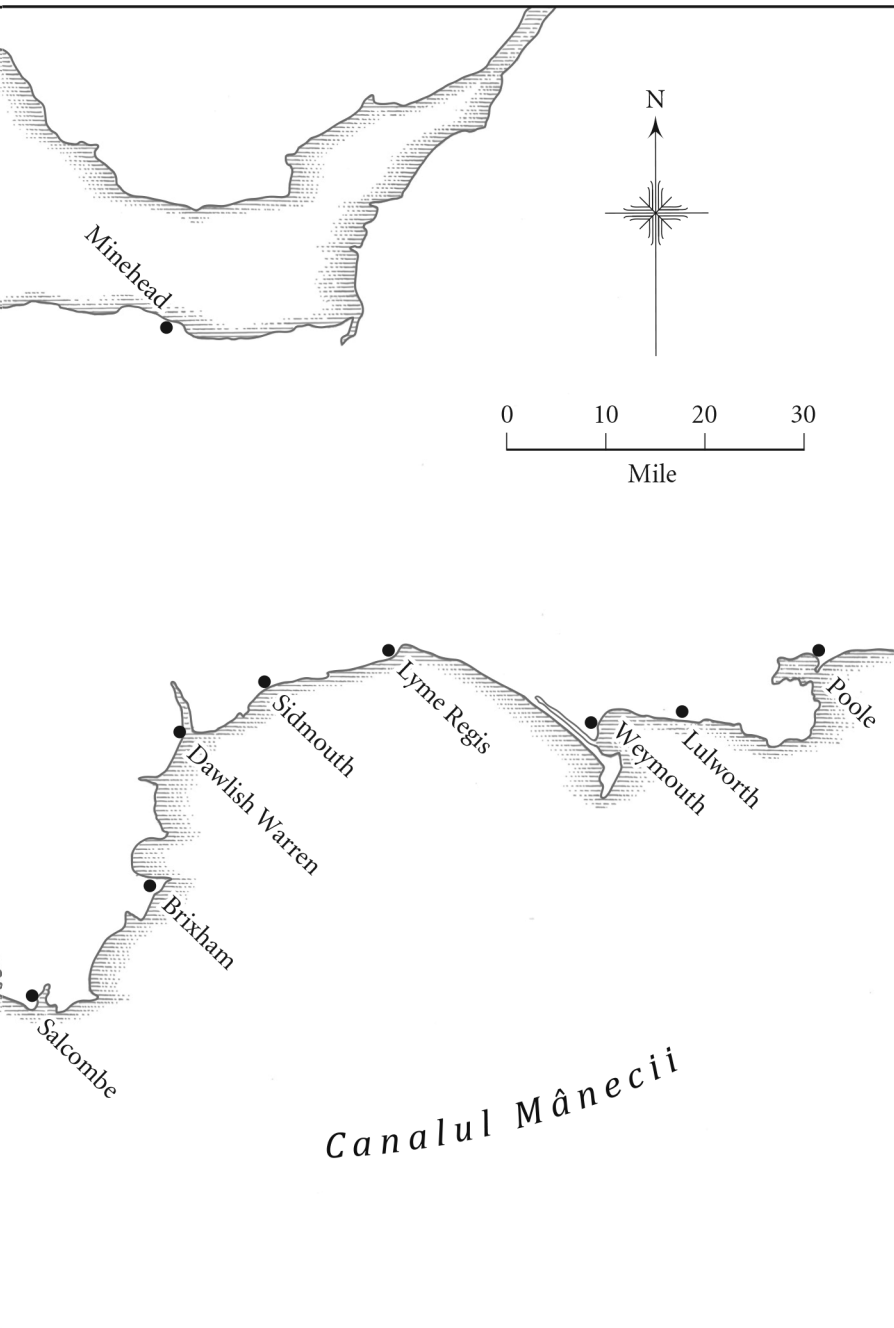 N
Minehead
0 10 20 30
Mile
Poole
Lyme Regis
Sidmouth
Weymouth
Lulworth
Dawlish Warren
Brixham
Salcombe
Canalul Mânecii